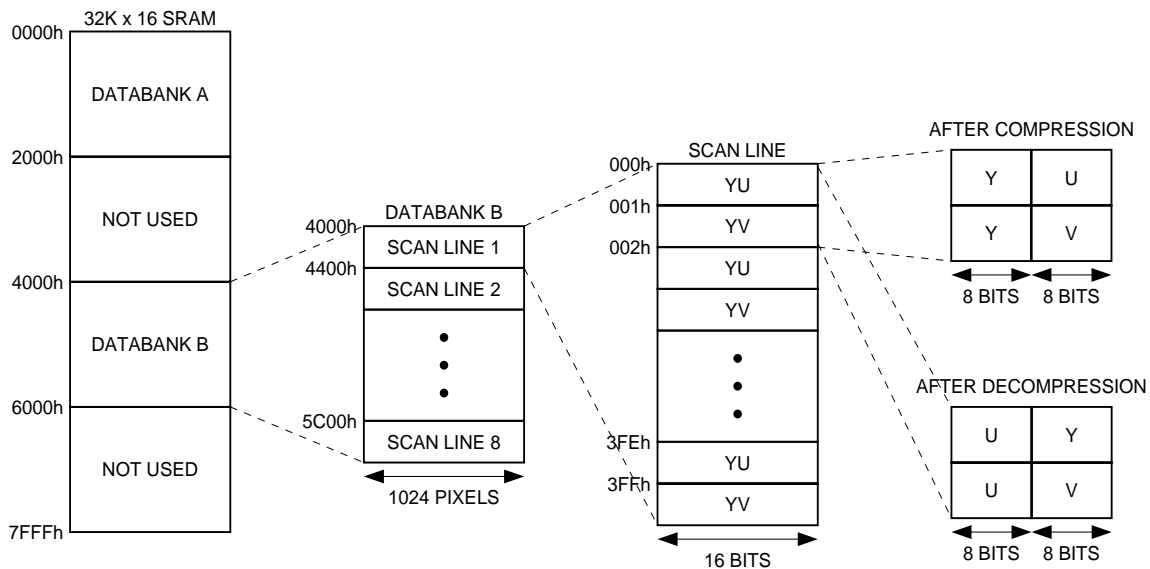 32K x 16 SRAM
0000h
DATABANK A
2000h
NOT USED
4000h
DATABANK B
6000h
NOT USED
7FFFh
DATABANK B
4000h
SCAN LINE 1
4400h
SCAN LINE 2
5C00h
SCAN LINE 8
1024 PIXELS
SCAN LINE
000h
YU
001h
YV
002h
YU
YV
3FEh
YU
3FFh
YV
16 BITS
AFTER COMPRESSION
Y U
Y V
8 BITS 8 BITS
AFTER DECOMPRESSION
U Y
U V
8 BITS 8 BITS